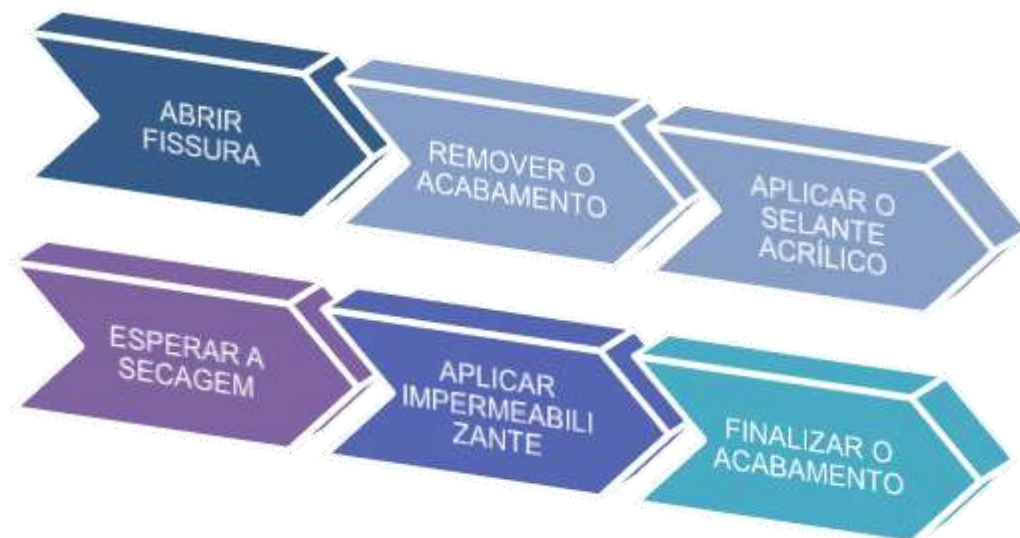 ABRIR
FISSURA
REMOVER O
ACABAMENTO
APLICAR O
SELANTE
ACRÍLICO
ESPERAR A
SECAGEM
APLICAR
IMPERMEABILI
ZANTE
FINALIZAR O
ACABAMENTO